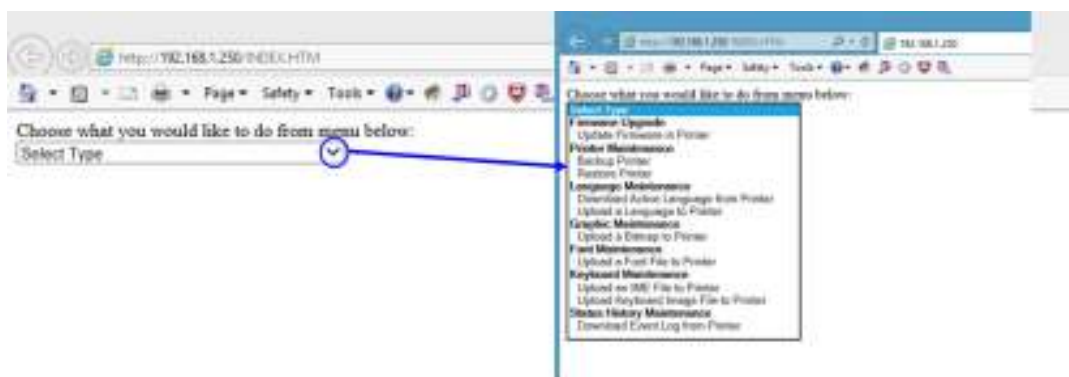 http://192.168.1.250/INDEX.HTM
Page Safety Tools
Choose what you would like to do from menu below:
Select Type
192.168.1.250
Page Safety Tools
Choose what you would like to do from menu below:
Select Type
Firmware Upgrade
Update Firmware in Printer
Printer Maintenance
Backup Printer
Restore Printer
Language Maintenance
Download Active Language from Printer
Upload a Language to Printer
Graphic Maintenance
Upload a Bitmap to Printer
Font Maintenance
Upload a Font File to Printer
Keyboard Maintenance
Upload an IME File to Printer
Upload Keyboard Image File to Printer
Status History Maintenance
Download Event Log from Printer